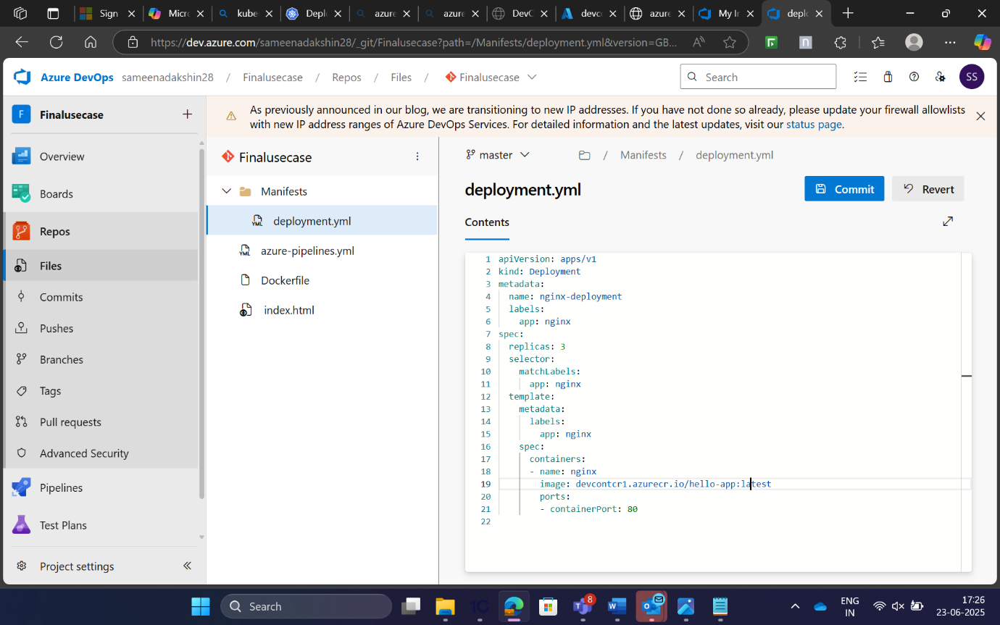 Sign
Micr
kube
Depl
azure
azure
DevC
devc
azure
My Ir
depl
https://dev.azure.com/sameenadakshin28/_git/Finalusecase?path=/Manifests/deployment.yml&version=GB...
Azure DevOps sameenadakshin28 / Finalusecase / Repos / Files / Finalusecase
Search
SS
F Finalusecase
As previously announced in our blog, we are transitioning to new IP addresses. If you have not done so already, please update your firewall allowlists
with new IP address ranges of Azure DevOps Services. For detailed information and the latest updates, visit our status page.
Overview
Boards
Repos
Files
Commits
Pushes
Branches
Tags
Pull requests
Advanced Security
Pipelines
Test Plans
Project settings
Finalusecase
Manifests
deployment.yml
azure-pipelines.yml
Dockerfile
index.html
master / Manifests / deployment.yml
deployment.yml
Commit
Revert
Contents
1 apiVersion: apps/v1
2 kind: Deployment
3 metadata:
4 name: nginx-deployment
5 labels:
6 app: nginx
7 spec:
8 replicas: 3
9 selector:
10 matchLabels:
11 app: nginx
12 template:
13 metadata:
14 labels:
15 app: nginx
16 spec:
17 containers:
18 - name: nginx
19 image: devcontcr1.azurecr.io/hello-app:latest
20 ports:
21 - containerPort: 80
22
Search
8
ENG
IN
17:26
23-06-2025